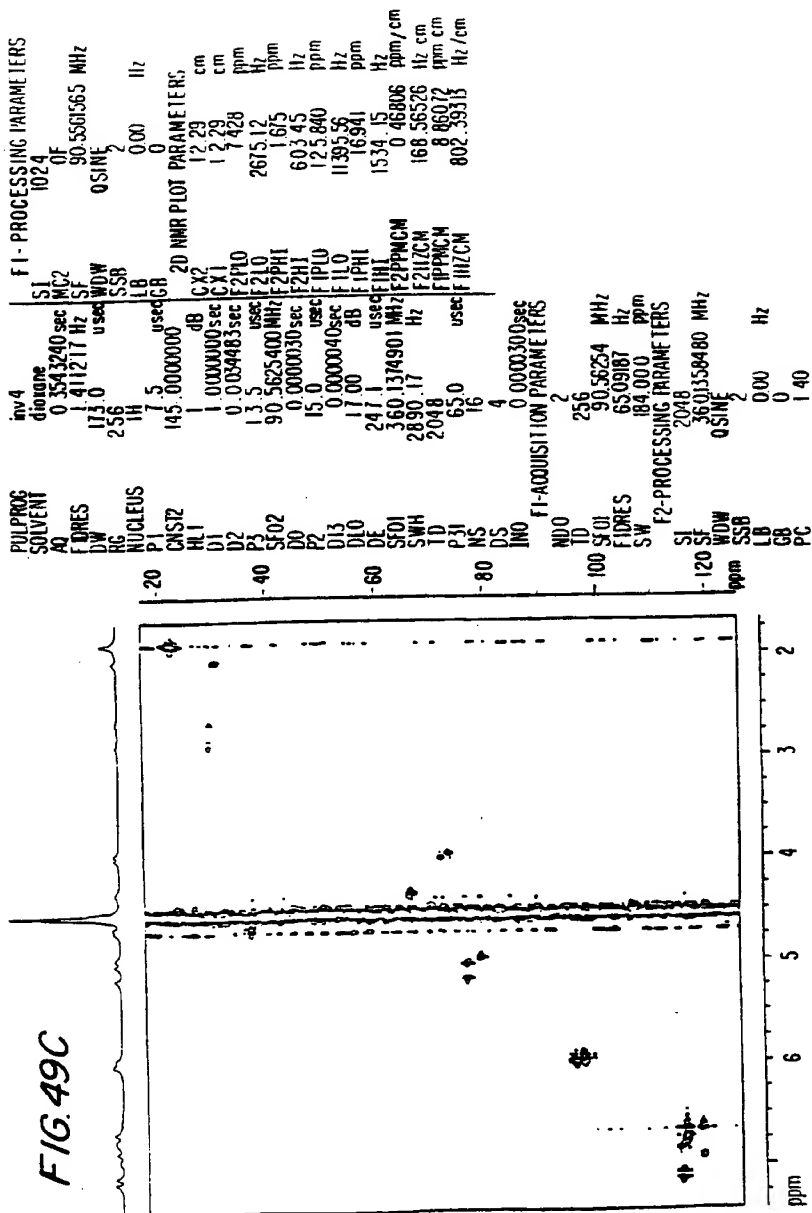 FIG. 49C
PULPROG inv4
SOLVENT dioxane
AQ 0.3543240 sec
FIDRES 1.411217 Hz
DW 173.0 usec
RG 256
NUCLEUS 1H
P1 7.5 usec
CNST2 145.0000000
HL1 1 dB
D1 1.0000000 sec
D2 0.0034483 sec
P3 13.5 usec
SFO2 90.5625400 MHz
D0 0.0000030 sec
P2 15.0 usec
D13 0.0000040 sec
DLO 17.00 dB
DE 247.1 usec
SFO1 360.1374901 MHz
SWH 2890.17 Hz
TD 2048
P31 65.0 usec
NS 16
DS 4
IN0 0.0000300 sec
F1-ACQUISITION PARAMETERS
ND0 2
TD 256
SFO1 90.56254 MHz
FIDRES 65.09187 Hz
SW 184.000 ppm
F2-PROCESSING PARAMETERS
SI 2048
SF 360.1358480 MHz
WDW QSINE
SSB 2
LB 0.00 Hz
GB 0
PC 1.40
F1-PROCESSING PARAMETERS
SI 1024
MC2 QF
SF 90.5561565 MHz
WDW QSINE
SSB 2
LB 0.00 Hz
GB 0
2D NMR PLOT PARAMETERS
CX2 12.29 cm
CX1 12.29 cm
F2PLO 7.428 ppm
F2LO 2675.12 Hz
F2PHI 1.675 ppm
F2HI 603.45 Hz
F1PLO 125.840 ppm
F1LO 11395.56 Hz
F1PHI 16.941 ppm
F1HI 1534.15 Hz
F2PPMCM 0.46806 ppm/cm
F2HZCM 168.56526 Hz cm
F1PPMCM 8.86072 ppm cm
F1HZCM 802.39313 Hz/cm
20
40
60
80
100
120
ppm
ppm 6 5 4 3 2